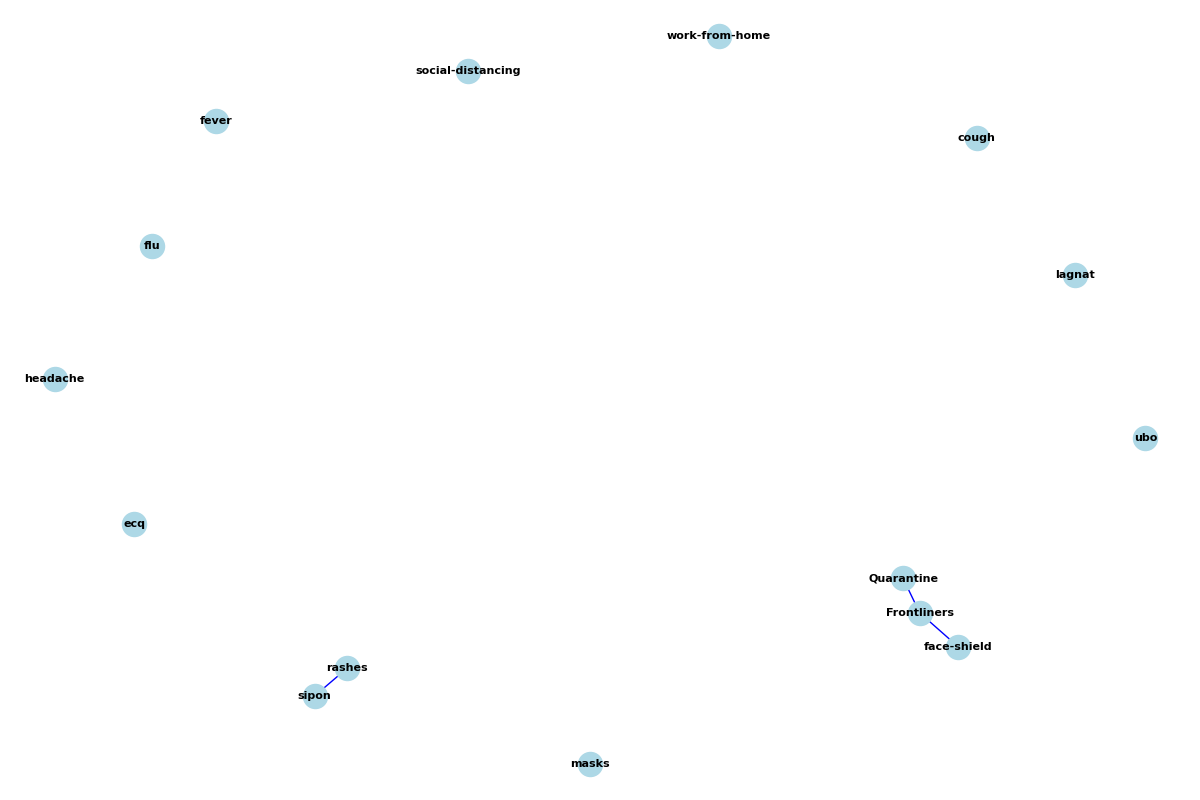 work-from-home
social-distancing
fever
cough
flu
lagnat
headache
ubo
ecq
Quarantine
Frontliners
face-shield
rashes
sipon
masks